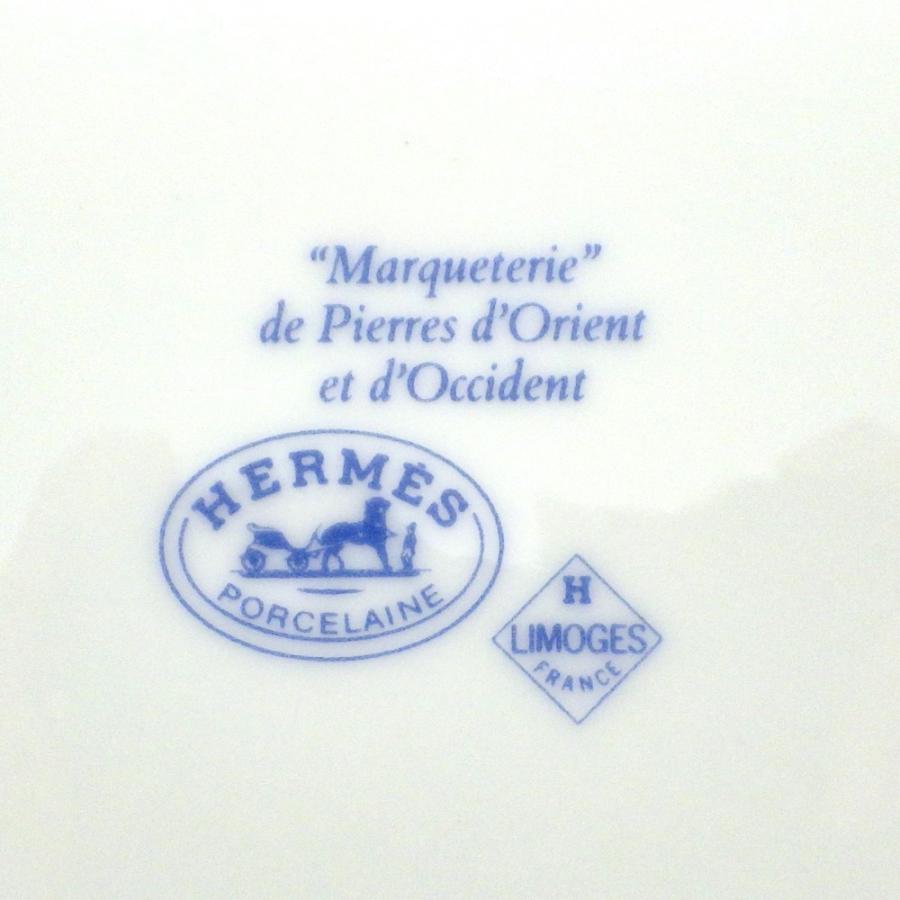 “Marqueterie”
de Pierres d’Orient
et d’Occident
HERMÈS
PORCELAINE
H
LIMOGES
FRANCE